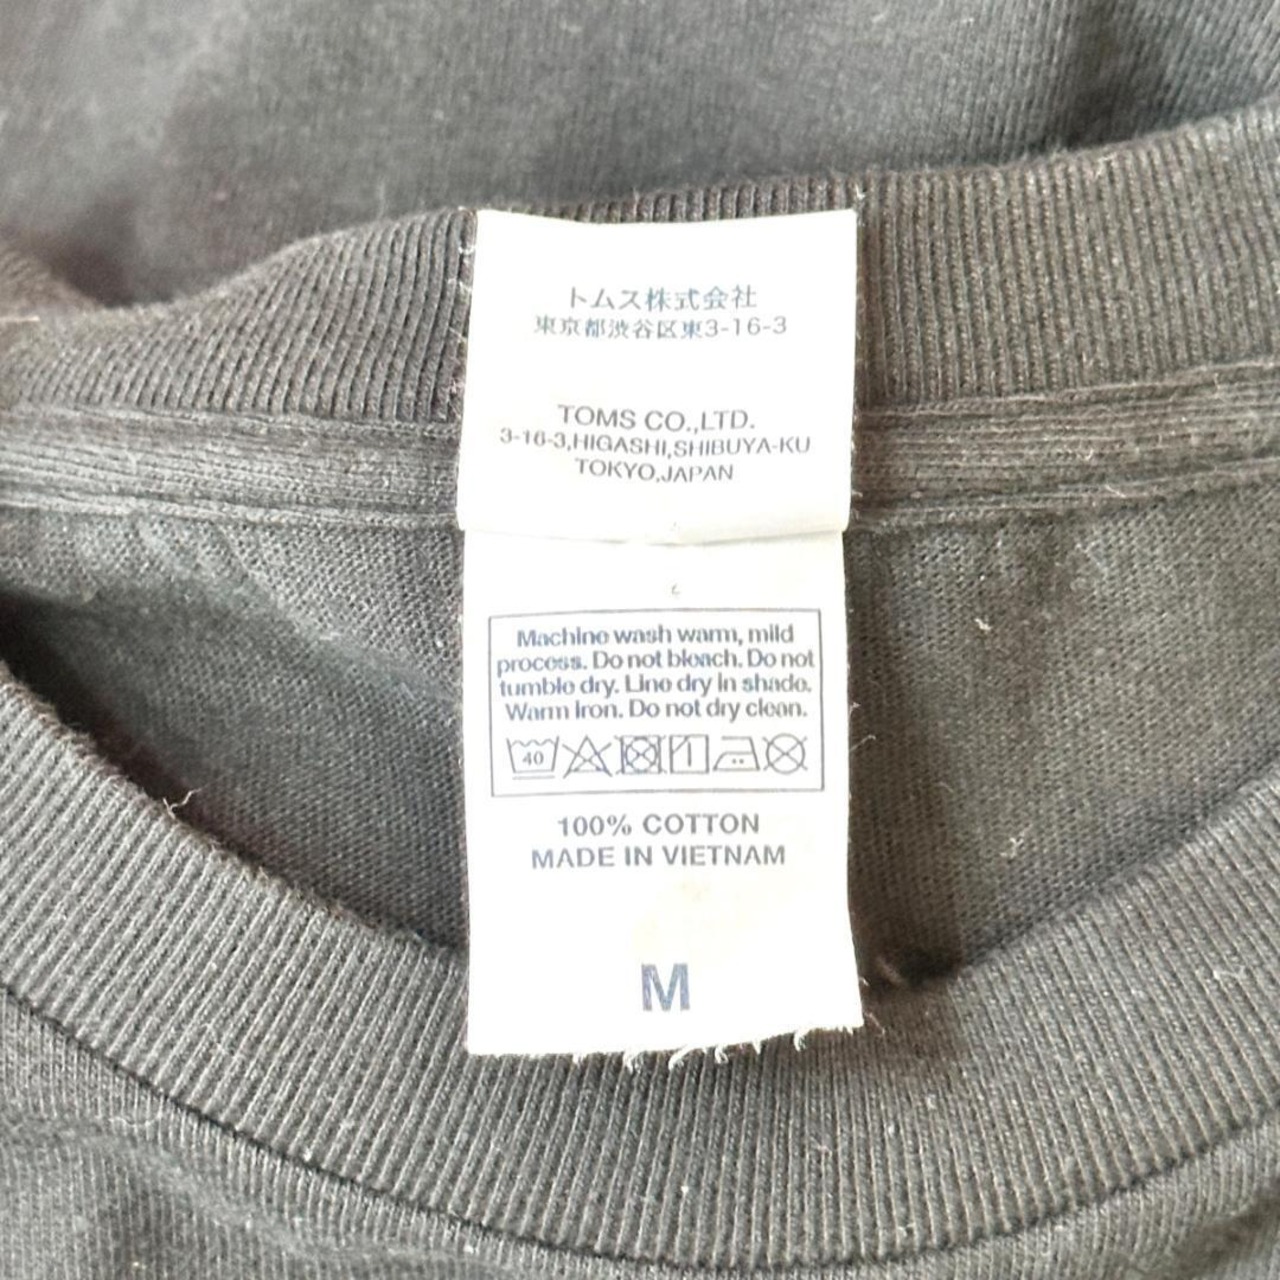 トムス株式会社
東京都渋谷区東3-16-3
TOMS CO.,LTD.
3-16-3,HIGASHI,SHIBUYA-KU
TOKYO,JAPAN
Machine wash warm, mild
process. Do not bleach. Do not
tumble dry. Line dry in shade.
Warm Iron. Do not dry clean.
40
100% COTTON
MADE IN VIETNAM
M